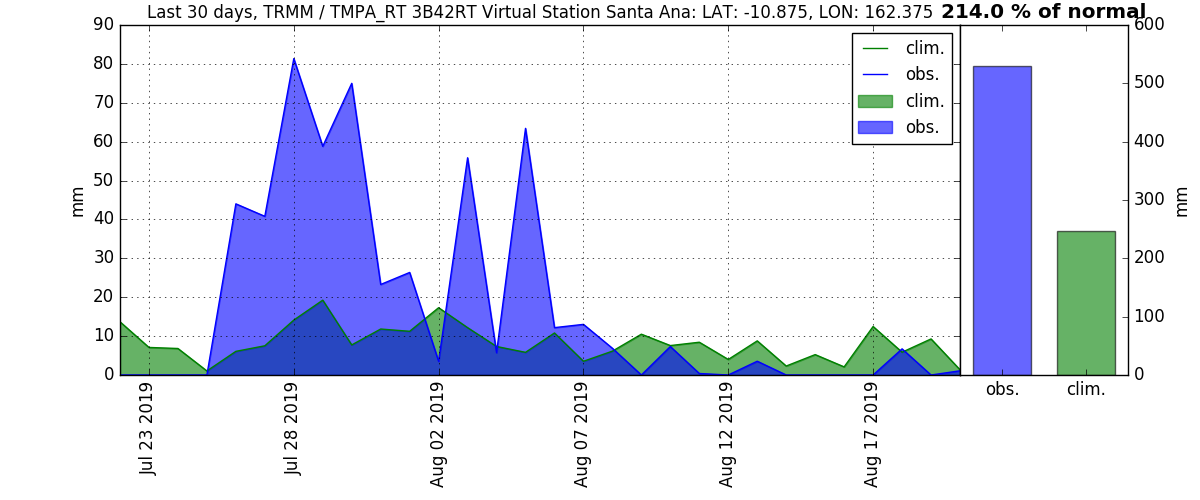 Last 30 days, TRMM / TMPA_RT 3B42RT Virtual Station Santa Ana: LAT: -10.875, LON: 162.375 214.0 % of normal
90
80
70
60
50
40
30
20
10
0
mm
clim.
obs.
clim.
obs.
Jul 23 2019
Jul 28 2019
Aug 02 2019
Aug 07 2019
Aug 12 2019
Aug 17 2019
600
500
400
300
200
100
0
mm
obs.
clim.